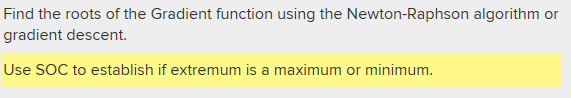 Find the roots of the Gradient function using the Newton-Raphson algorithm or
gradient descent.
Use SOC to establish if extremum is a maximum or minimum.